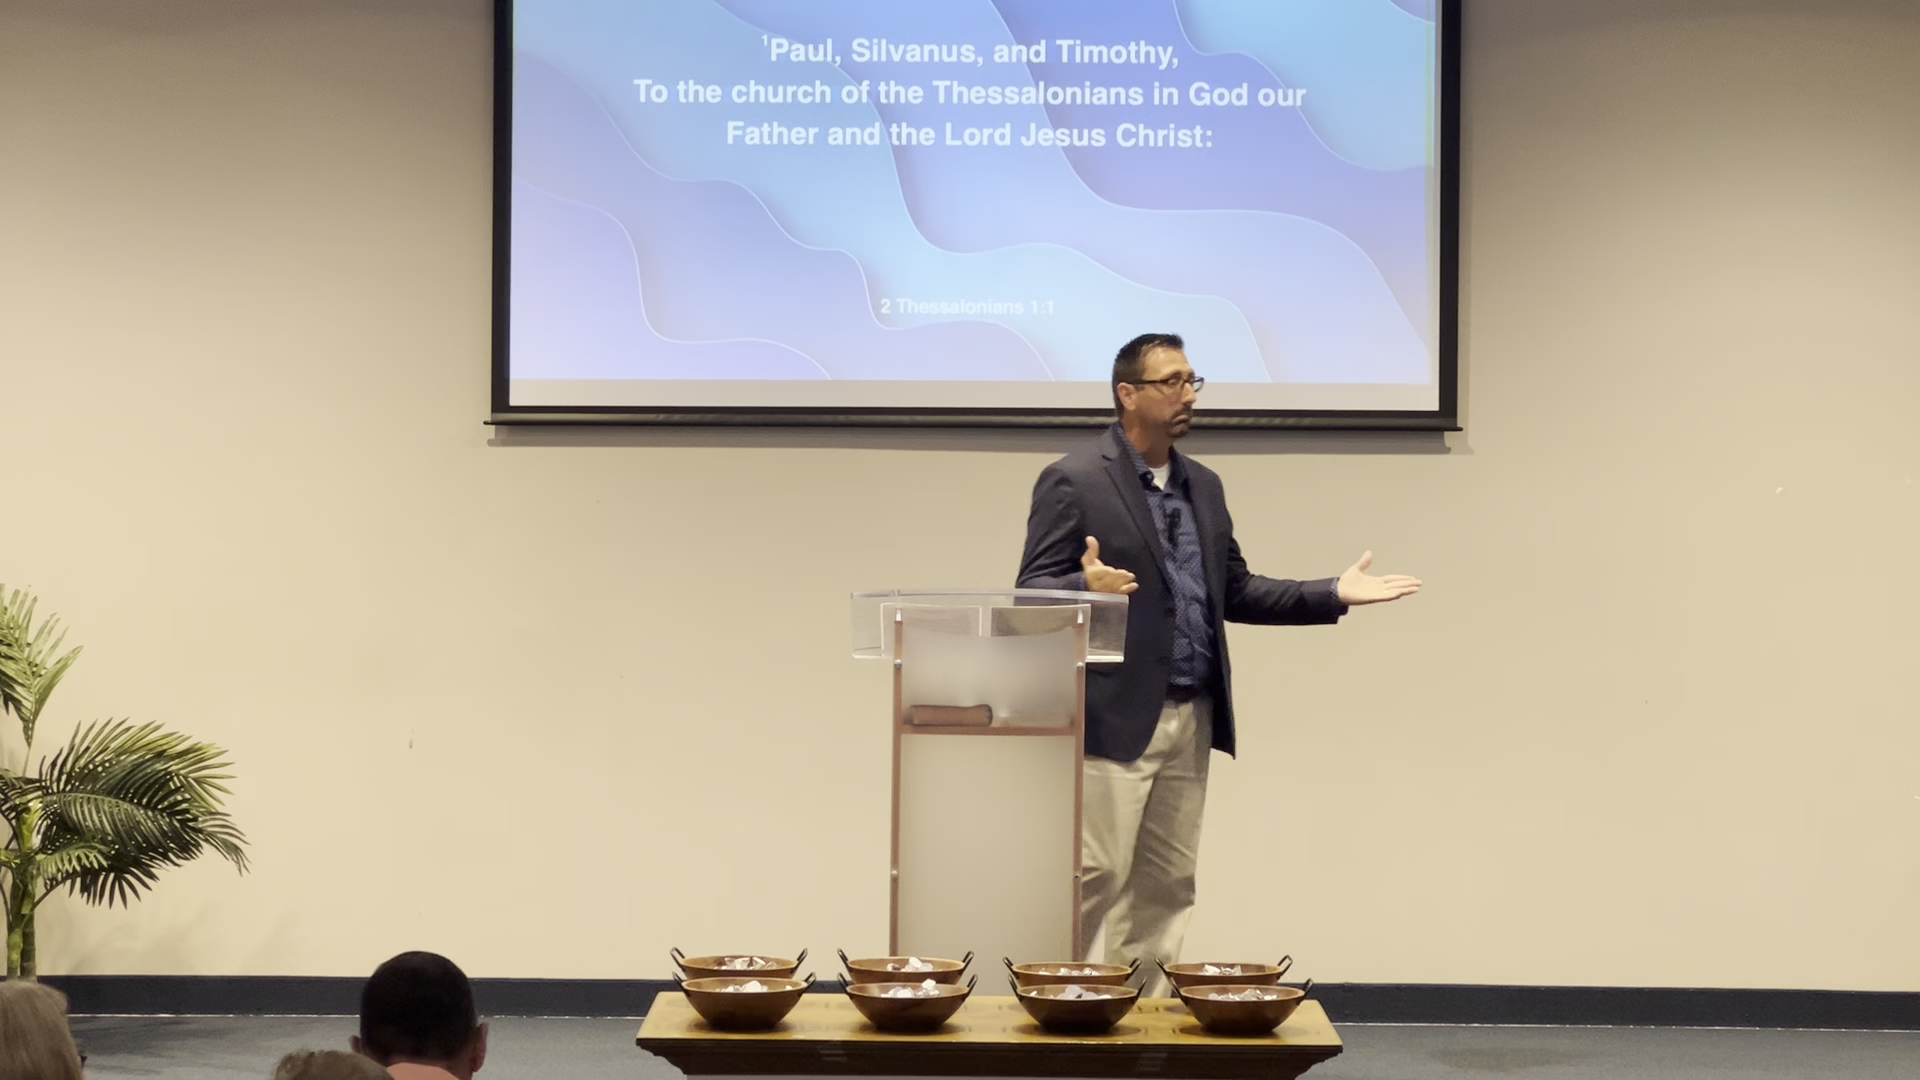 ¹Paul, Silvanus, and Timothy,
To the church of the Thessalonians in God our
Father and the Lord Jesus Christ:
2 Thessalonians 1:1